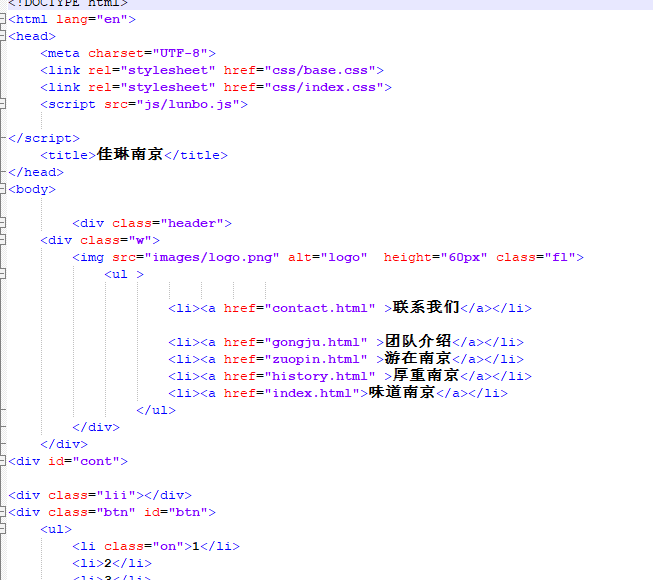 <!DOCTYPE html>
<html lang="en">
<head>
    <meta charset="UTF-8">
    <link rel="stylesheet" href="css/base.css">
    <link rel="stylesheet" href="css/index.css">
    <script src="js/lunbo.js">
</script>
    <title>佳琳南京</title>
</head>
<body>
        <div class="header">
    <div class="w">
        <img src="images/logo.png" alt="logo"  height="60px" class="fl">
            <ul >
                    <li><a href="contact.html" >联系我们</a></li>
                    <li><a href="gongju.html" >团队介绍</a></li>
                    <li><a href="zuopin.html" >游在南京</a></li>
                    <li><a href="history.html" >厚重南京</a></li>
                    <li><a href="index.html">味道南京</a></li>
                </ul>
        </div>
    </div>
<div id="cont">
<div class="lii"></div>
<div class="btn" id="btn">
    <ul>
        <li class="on">1</li>
        <li>2</li>
        <li>3</li>